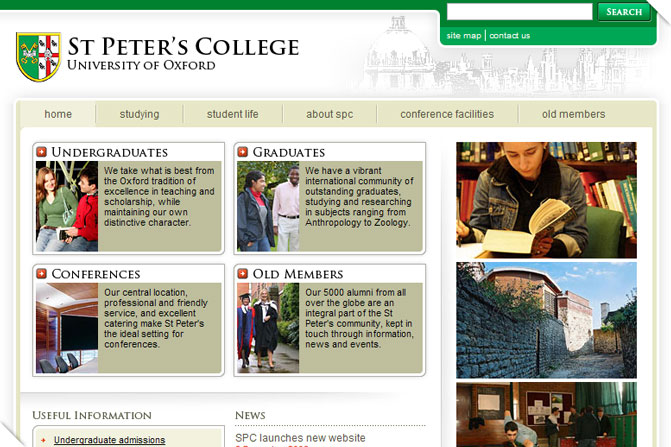 SEARCH
site map | contact us
ST PETER'S COLLEGE
UNIVERSITY OF OXFORD
home studying student life about spc conference facilities old members
UNDERGRADUATES
We take what is best from
the Oxford tradition of
excellence in teaching and
scholarship, while
maintaining our own
distinctive character.
GRADUATES
We have a vibrant
international community of
outstanding graduates,
studying and researching
in subjects ranging from
Anthropology to Zoology.
CONFERENCES
Our central location,
professional and friendly
service, and excellent
catering make St Peter's
the ideal setting for
conferences.
OLD MEMBERS
Our 5000 alumni from all
over the globe are an
integral part of the St
Peter's community, kept in
touch through information,
news and events.
USEFUL INFORMATION
Undergraduate admissions
NEWS
SPC launches new website